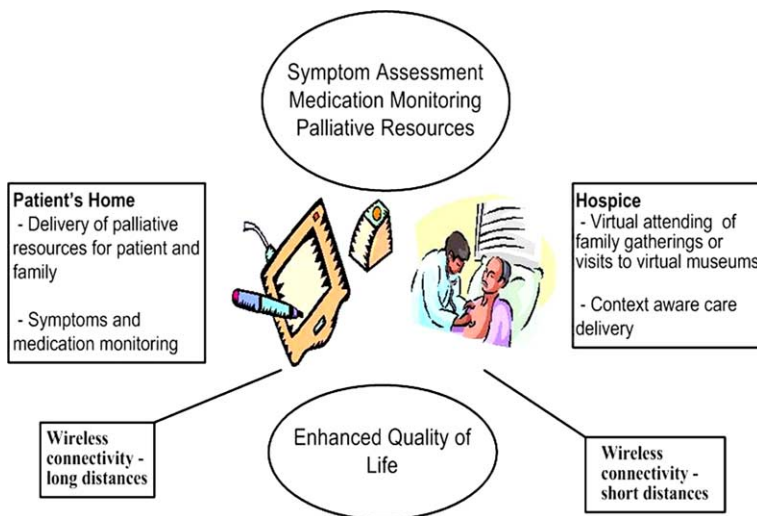 Symptom Assessment
Medication Monitoring
Palliative Resources
Patient's Home
- Delivery of palliative
resources for patient and
family
- Symptoms and
medication monitoring
Hospice
- Virtual attending of
family gatherings or
visits to virtual museums
- Context aware care
delivery
Wireless
connectivity -
long distances
Enhanced Quality of
Life
Wireless
connectivity -
short distances